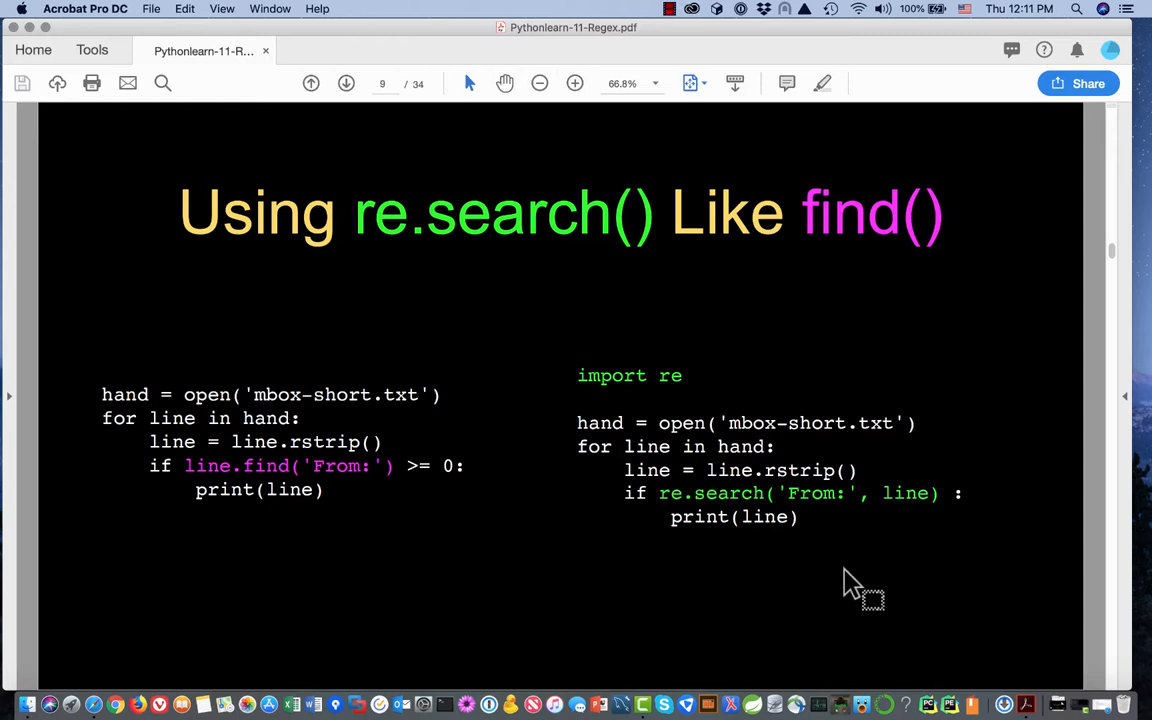 Acrobat Pro DC File Edit View Window Help 100% Thu 12:11 PM
Pythonlearn-11-Regex.pdf
Home Tools Pythonlearn-11-R... ×
9 / 34 66.8% Share
Using re.search() Like find()
hand = open('mbox-short.txt')
for line in hand:
line = line.rstrip()
if line.find('From:') >= 0:
print(line)
import re
hand = open('mbox-short.txt')
for line in hand:
line = line.rstrip()
if re.search('From:', line) :
print(line)